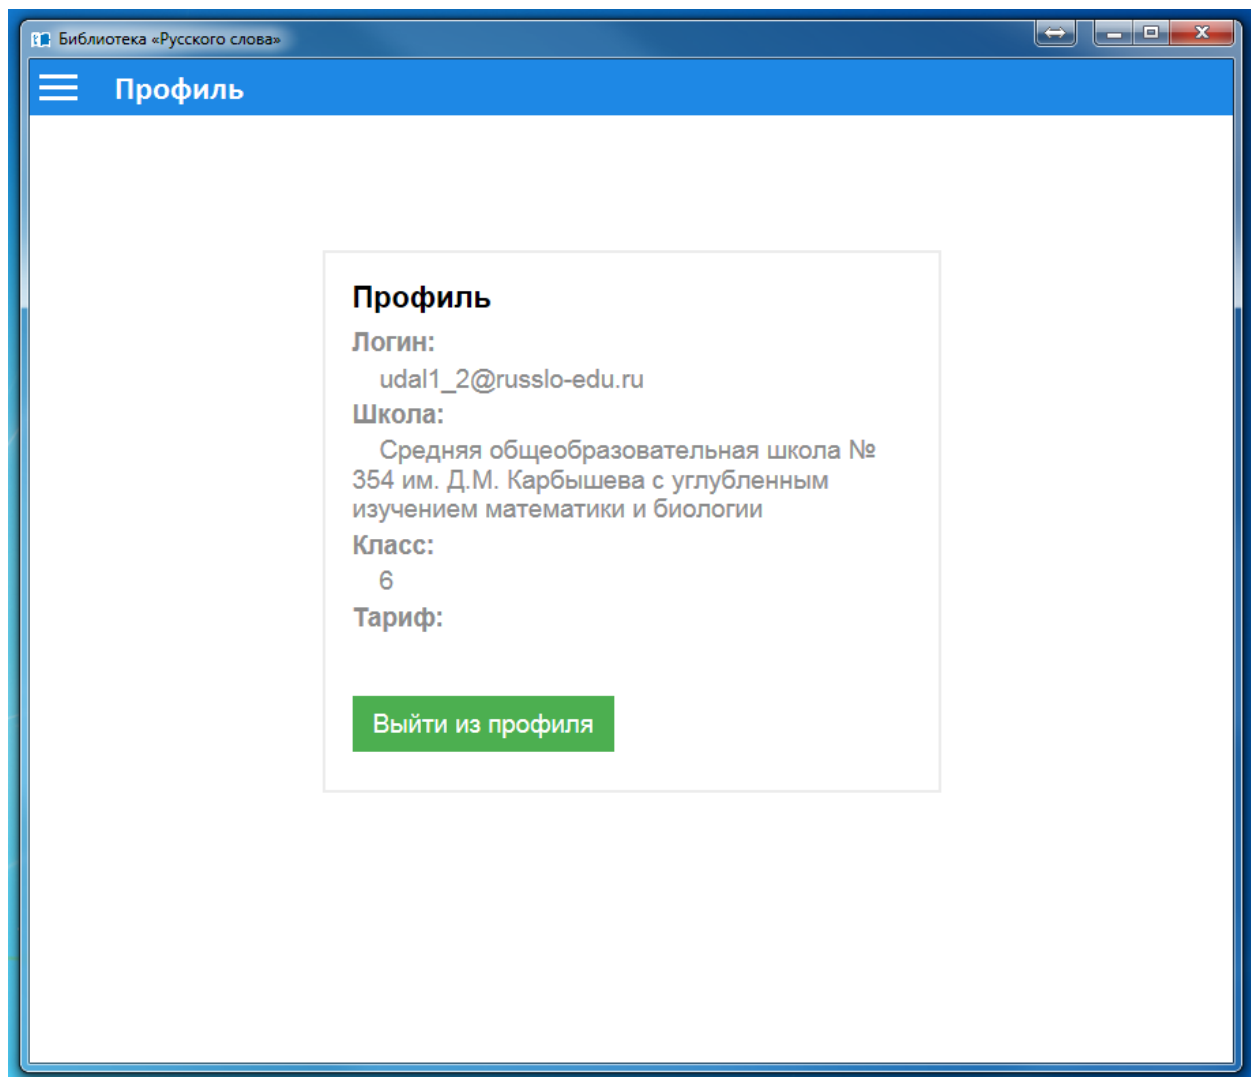 Библиотека «Русского слова»
Профиль
Профиль
Логин:
udal1_2@russlo-edu.ru
Школа:
Средняя общеобразовательная школа №
354 им. Д.М. Карбышева с углубленным
изучением математики и биологии
Класс:
6
Тариф:
Выйти из профиля